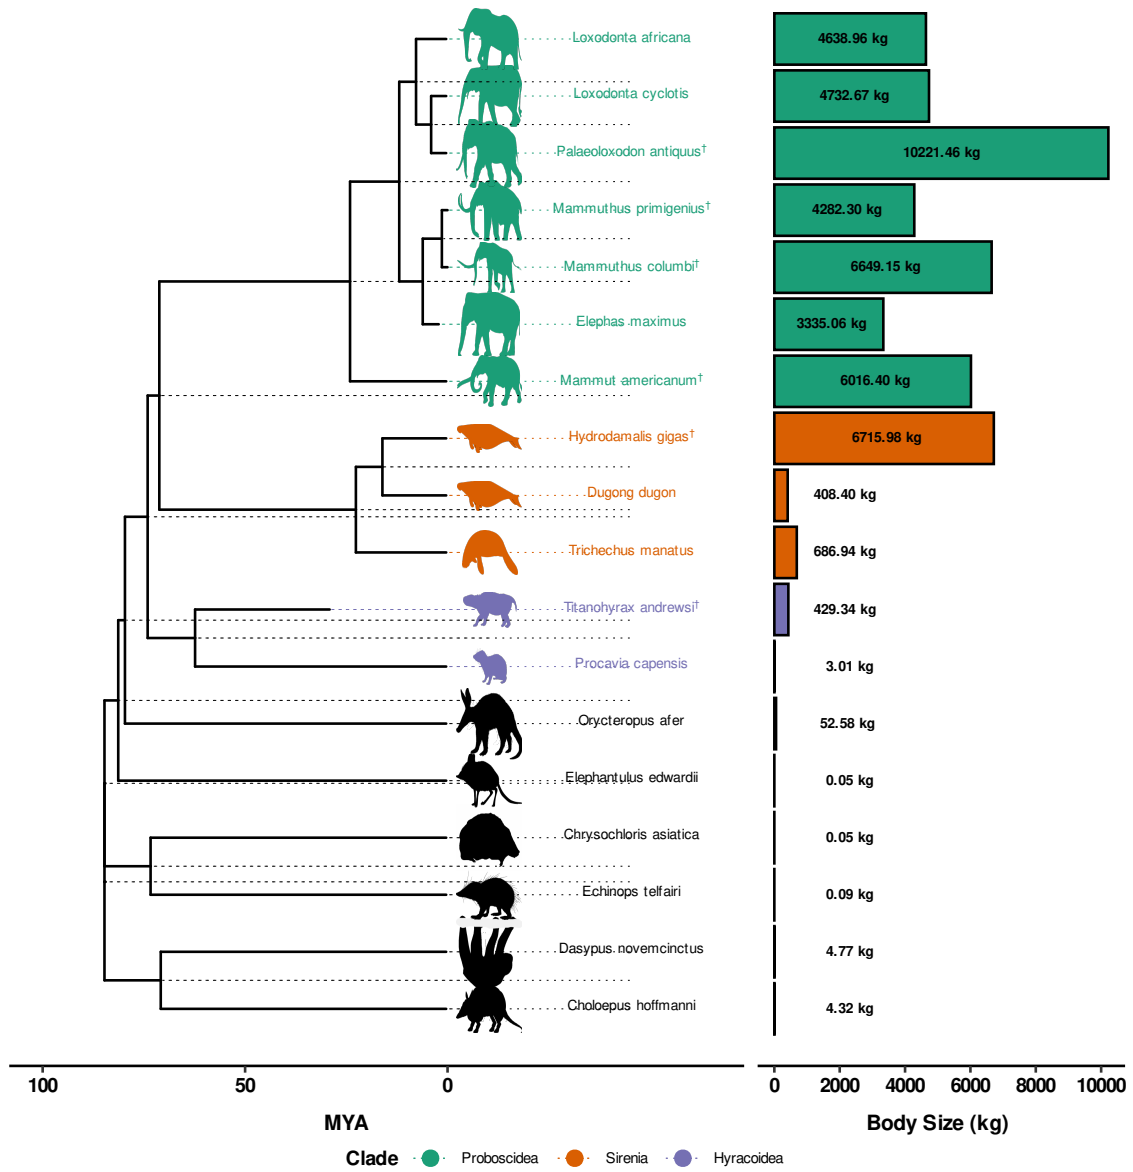 Loxodonta africana 4638.96 kg
Loxodonta cyclotis 4732.67 kg
Palaeoloxodon antiquus† 10221.46 kg
Mammuthus primigenius† 4282.30 kg
Mammuthus columbi† 6649.15 kg
Elephas maximus 3335.06 kg
Mammut americanum† 6016.40 kg
Hydrodamalis gigas† 6715.98 kg
Dugong dugon 408.40 kg
Trichechus manatus 686.94 kg
Titanohyrax andrewsi† 429.34 kg
Procavia capensis 3.01 kg
Orycteropus afer 52.58 kg
Elephantulus edwardii 0.05 kg
Chrysochloris asiatica 0.05 kg
Echinops telfairi 0.09 kg
Dasypus novemcinctus 4.77 kg
Choloepus hoffmanni 4.32 kg
100 50 0 0 2000 4000 6000 8000 10000
MYA Body Size (kg)
Clade Proboscidea Sirenia Hyracoidea